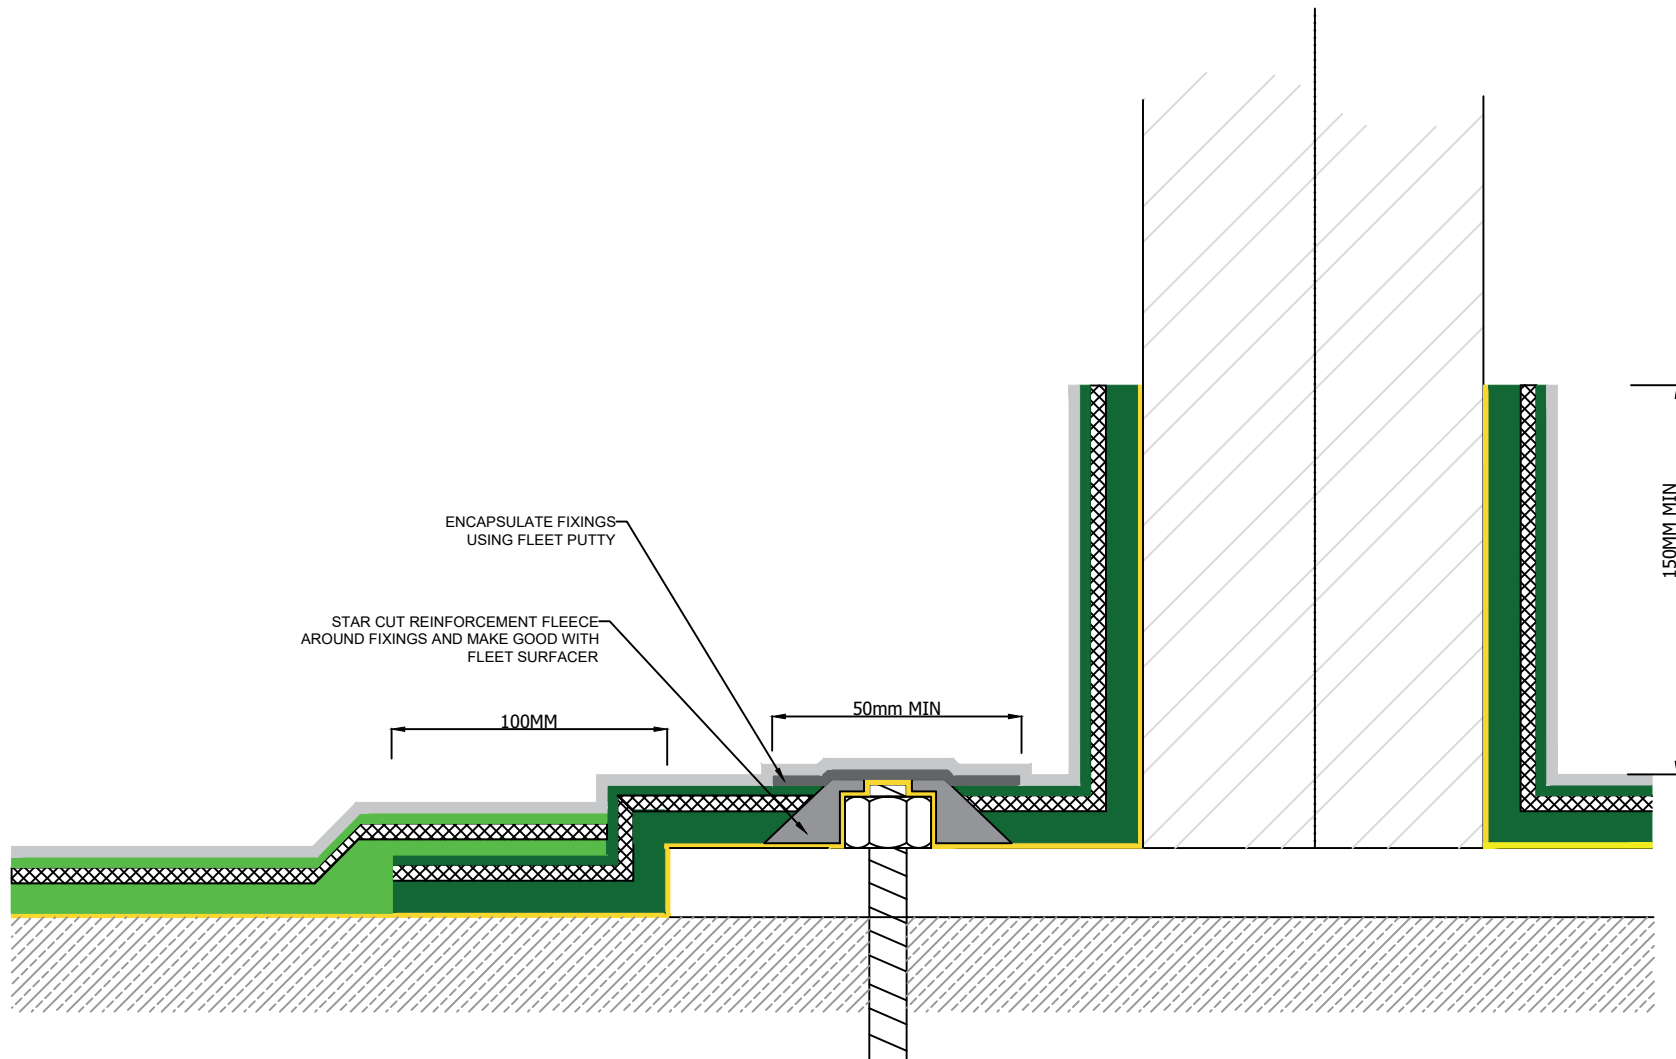 ENCAPSULATE FIXINGS
USING FLEET PUTTY
STAR CUT REINFORCEMENT FLEECE
AROUND FIXINGS AND MAKE GOOD WITH
FLEET SURFACER
100MM
50mm MIN
150MM MIN